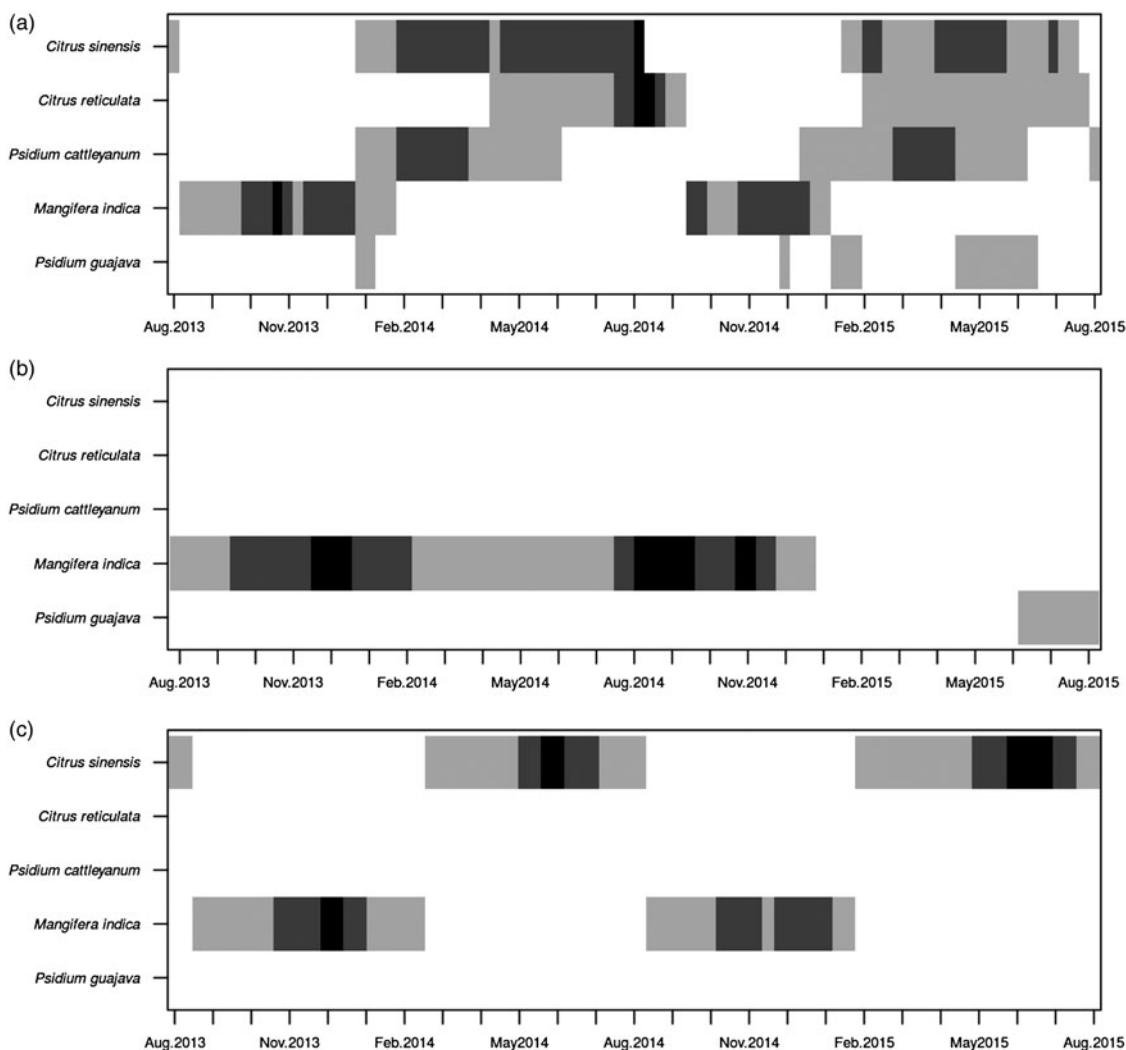 (a)
Citrus sinensis
Citrus reticulata
Psidium cattleyanum
Mangifera indica
Psidium guajava
Aug.2013 Nov.2013 Feb.2014 May2014 Aug.2014 Nov.2014 Feb.2015 May2015 Aug.2015
(b)
Citrus sinensis
Citrus reticulata
Psidium cattleyanum
Mangifera indica
Psidium guajava
Aug.2013 Nov.2013 Feb.2014 May2014 Aug.2014 Nov.2014 Feb.2015 May2015 Aug.2015
(c)
Citrus sinensis
Citrus reticulata
Psidium cattleyanum
Mangifera indica
Psidium guajava
Aug.2013 Nov.2013 Feb.2014 May2014 Aug.2014 Nov.2014 Feb.2015 May2015 Aug.2015